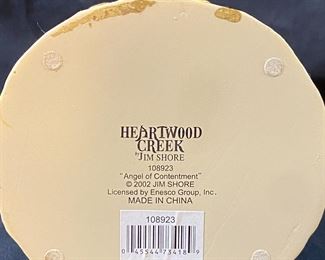 HEARTWOOD
CREEK
by JIM SHORE
108923
"Angel of Contentment"
© 2002 JIM SHORE
Licensed by Enesco Group, Inc.
MADE IN CHINA
108923
0 45544 73418 9